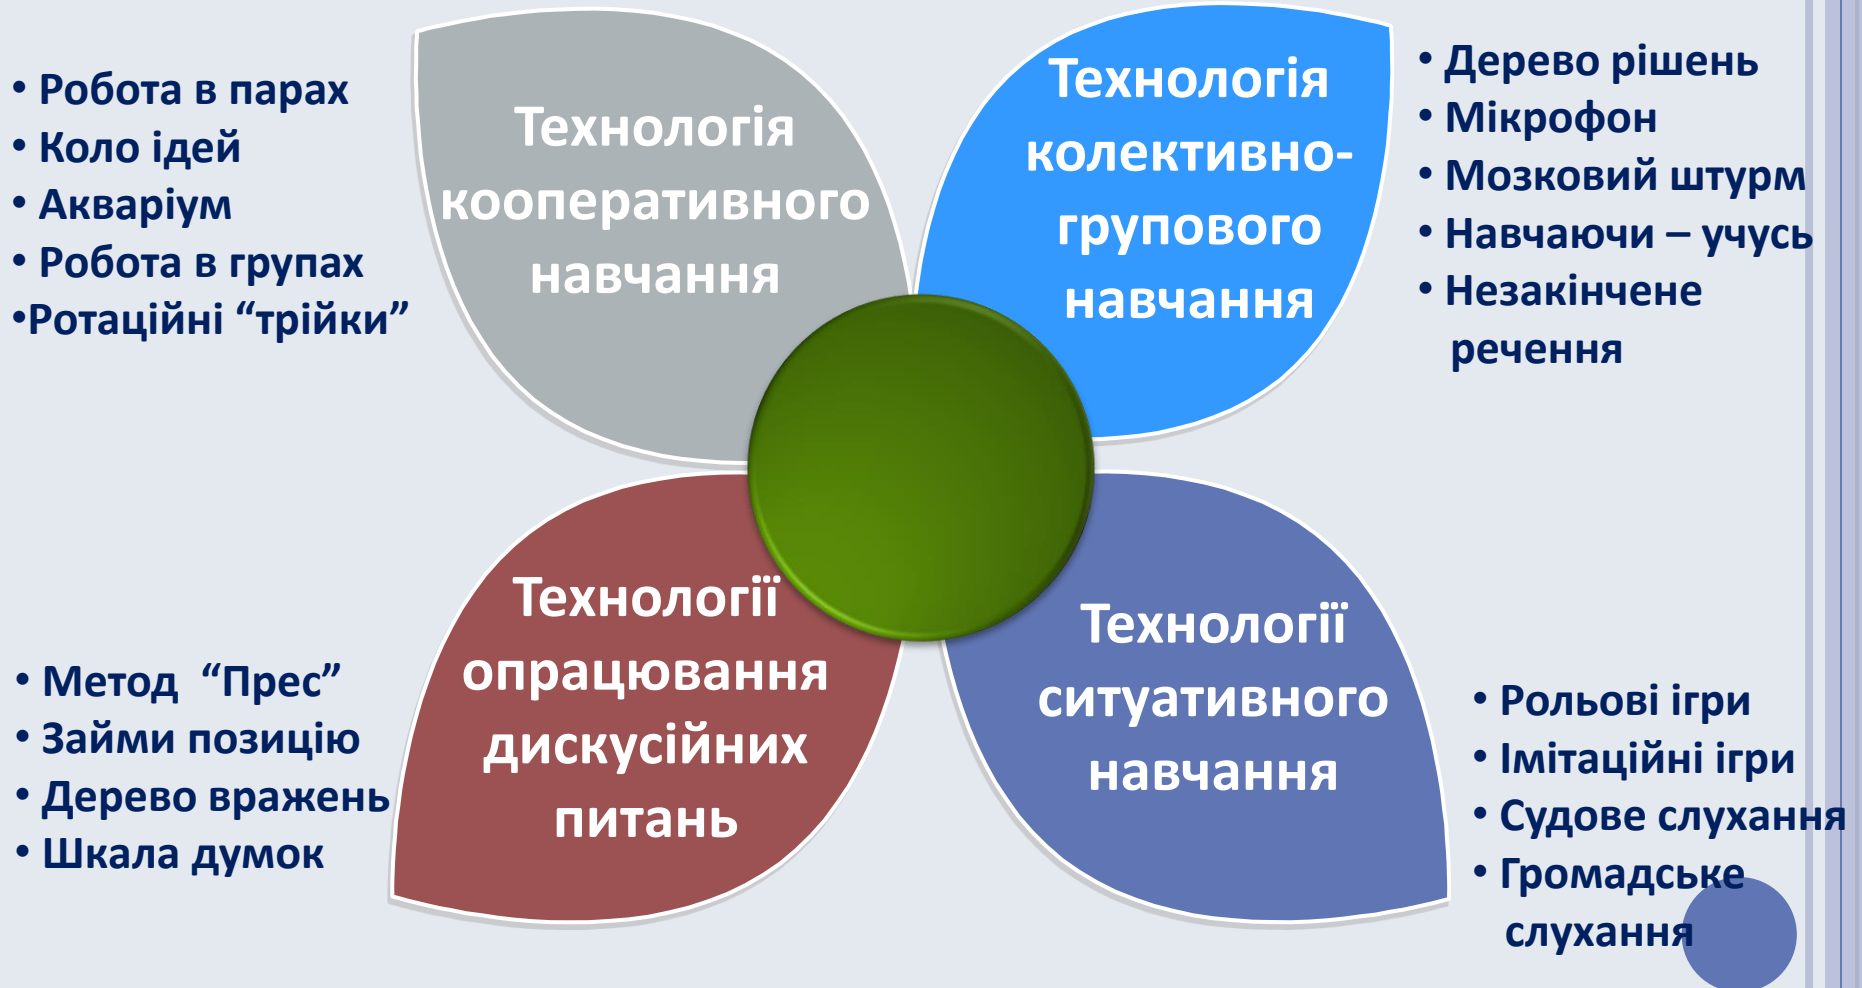 • Робота в парах
• Коло ідей
• Акваріум
• Робота в групах
•Ротаційні “трійки”
Технологія
кооперативного
навчання
Технологія
колективно-
групового
навчання
• Дерево рішень
• Мікрофон
• Мозковий штурм
• Навчаючи – учусь
• Незакінчене
речення
• Метод “Прес”
• Займи позицію
• Дерево вражень
• Шкала думок
Технології
опрацювання
дискусійних
питань
Технології
ситуативного
навчання
• Рольові ігри
• Імітаційні ігри
• Судове слухання
• Громадське
слухання